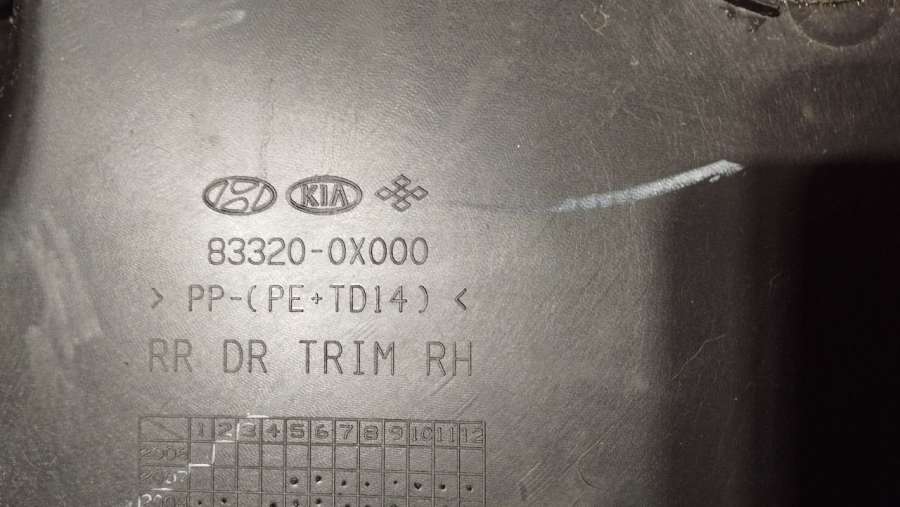 KIA
83320-0X000
> PP-(PE+TD14) <
RR DR TRIM RH
1 2 3 4 5 6 7 8 9 10 11 12
2007